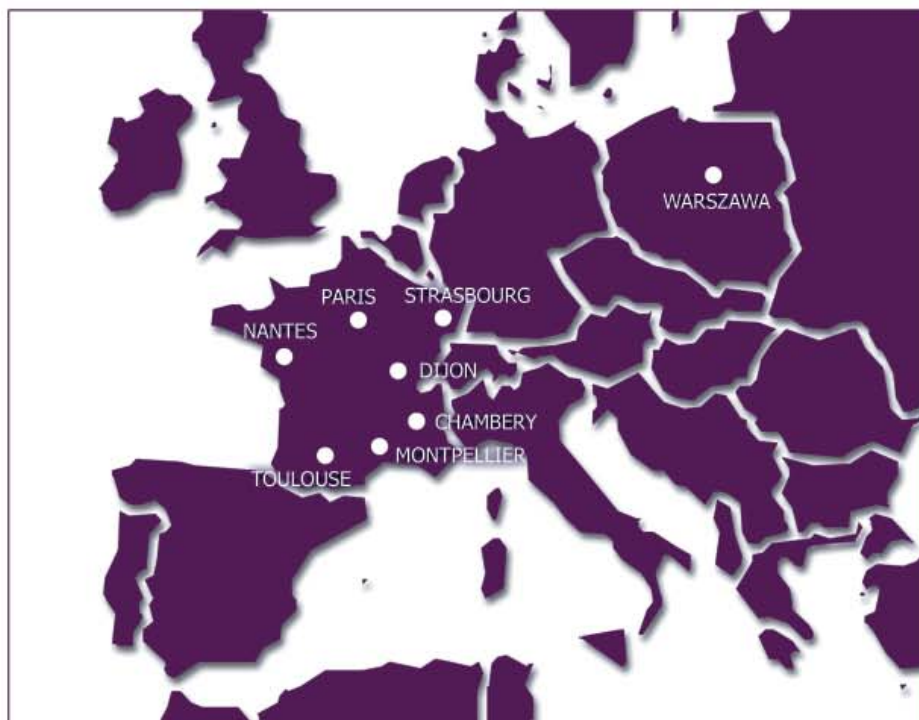 WARSZAWA
PARIS
STRASBOURG
NANTES
DIJON
CHAMBERY
MONTPELLIER
TOULOUSE